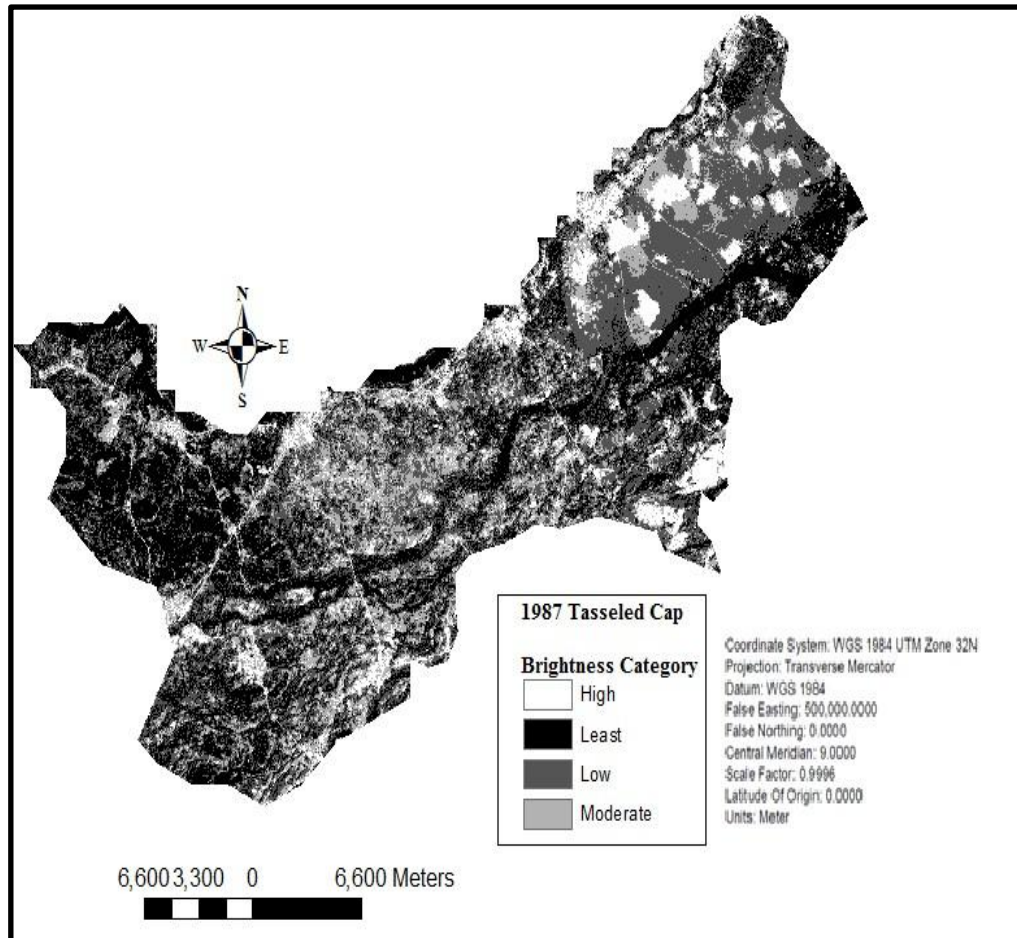 N
W E
S
1987 Tasseled Cap
Brightness Category
High
Least
Low
Moderate
Coordinate System: WGS 1984 UTM Zone 32N
Projection: Transverse Mercator
Datum: WGS 1984
False Easting: 500,000.0000
False Northing: 0.0000
Central Meridian: 9.0000
Scale Factor: 0.9996
Latitude Of Origin: 0.0000
Units: Meter
6,600 3,300 0 6,600 Meters